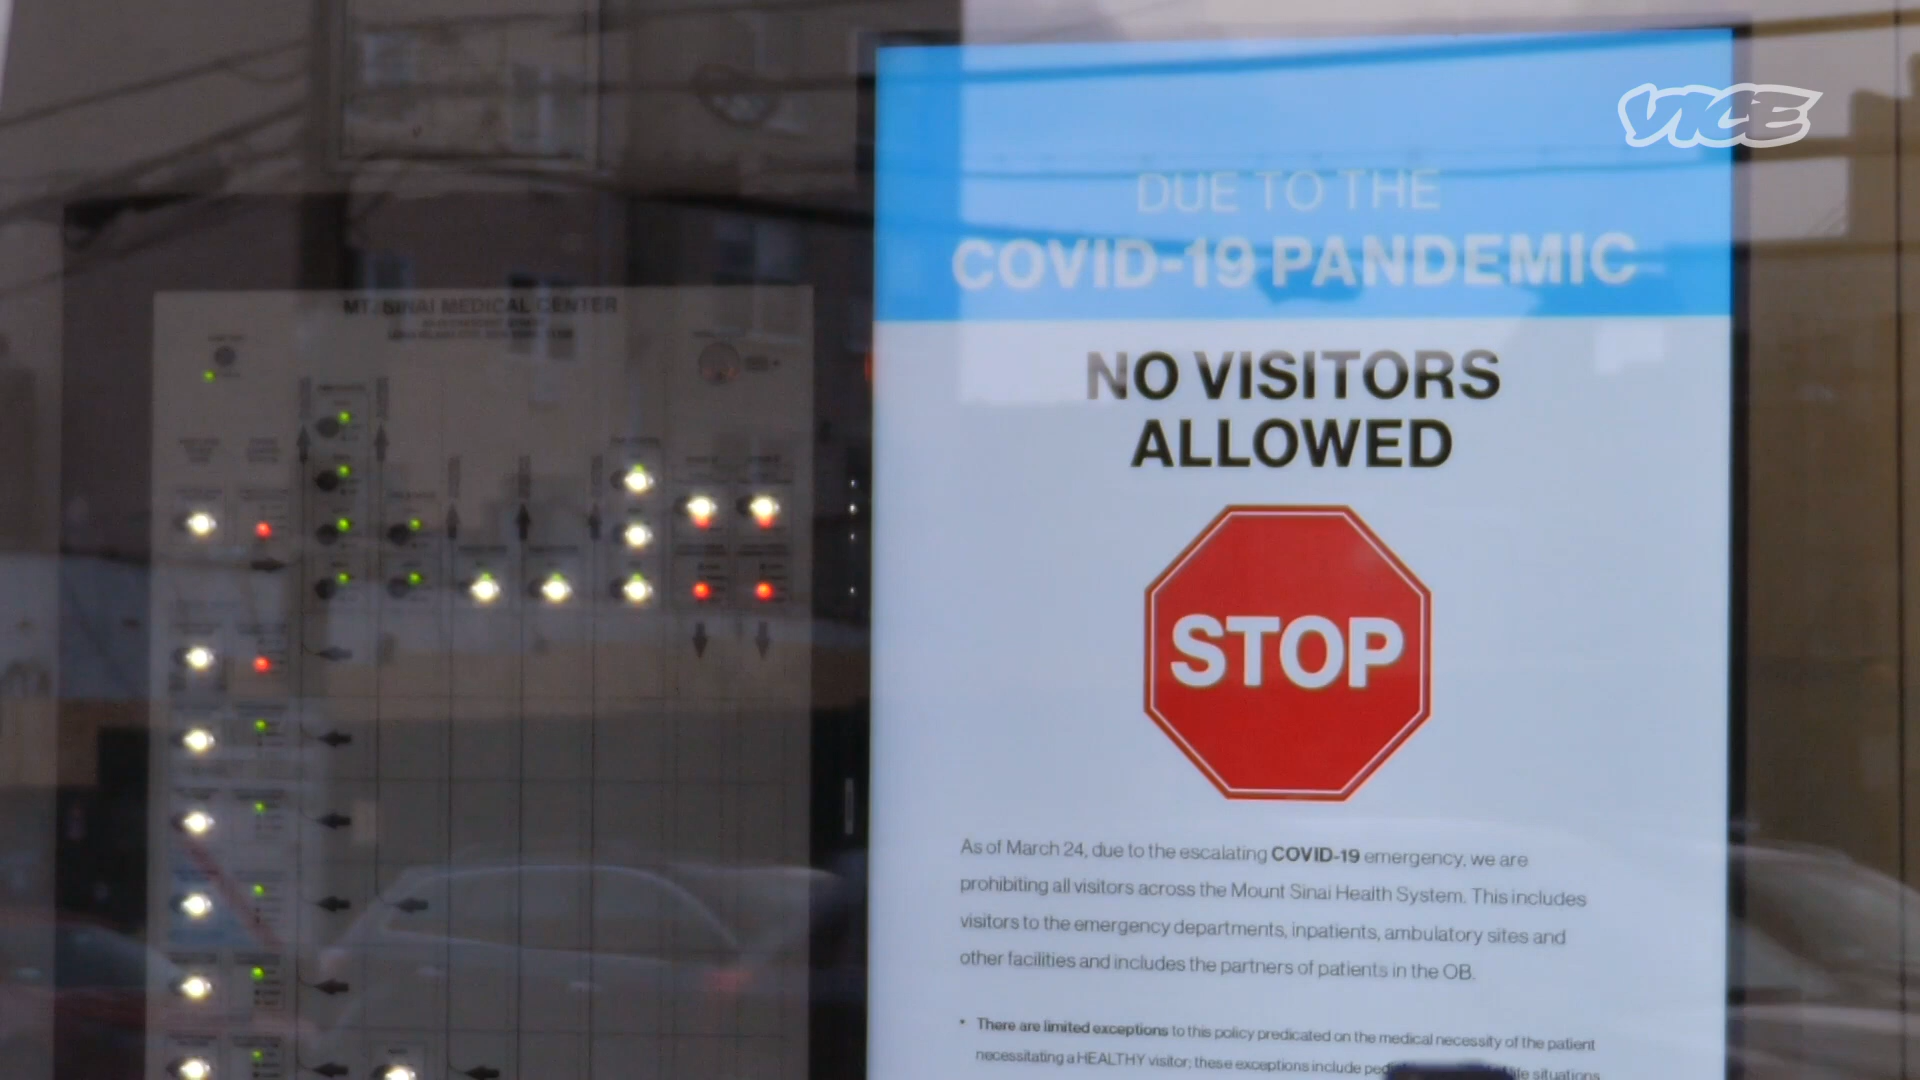 VICE
DUE TO THE
COVID-19 PANDEMIC
NO VISITORS
ALLOWED
STOP
As of March 24, due to the escalating COVID-19 emergency, we are
prohibiting all visitors across the Mount Sinai Health System. This includes
visitors to the emergency departments, inpatients, ambulatory sites and
other facilities and includes the partners of patients in the OB.
• There are limited exceptions to this policy predicated on the medical necessity of the patient
necessitating a HEALTHY visitor; these exceptions include life situations
MT. SINAI MEDICAL CENTER